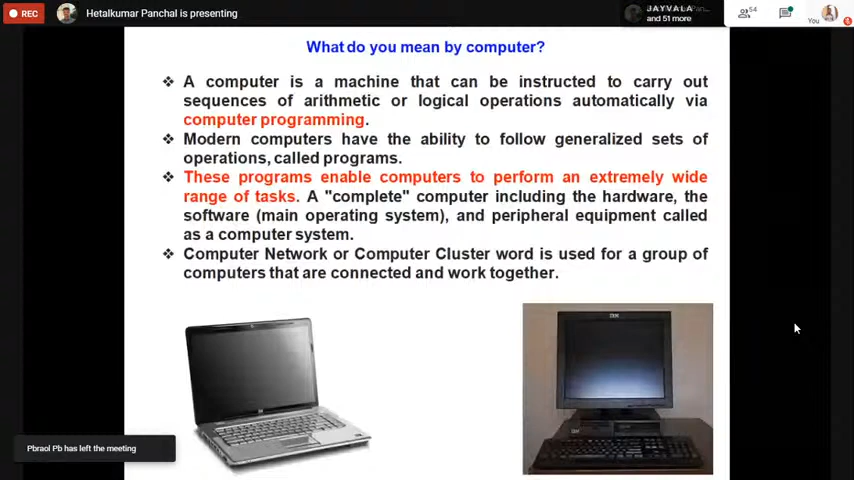 REC
Hetalkumar Panchal is presenting
JAYVALA
and 51 more
54
You
What do you mean by computer?
❖ A computer is a machine that can be instructed to carry out
sequences of arithmetic or logical operations automatically via
computer programming.
❖ Modern computers have the ability to follow generalized sets of
operations, called programs.
❖ These programs enable computers to perform an extremely wide
range of tasks. A "complete" computer including the hardware, the
software (main operating system), and peripheral equipment called
as a computer system.
❖ Computer Network or Computer Cluster word is used for a group of
computers that are connected and work together.
IBM
IBM
Pbraol Pb has left the meeting